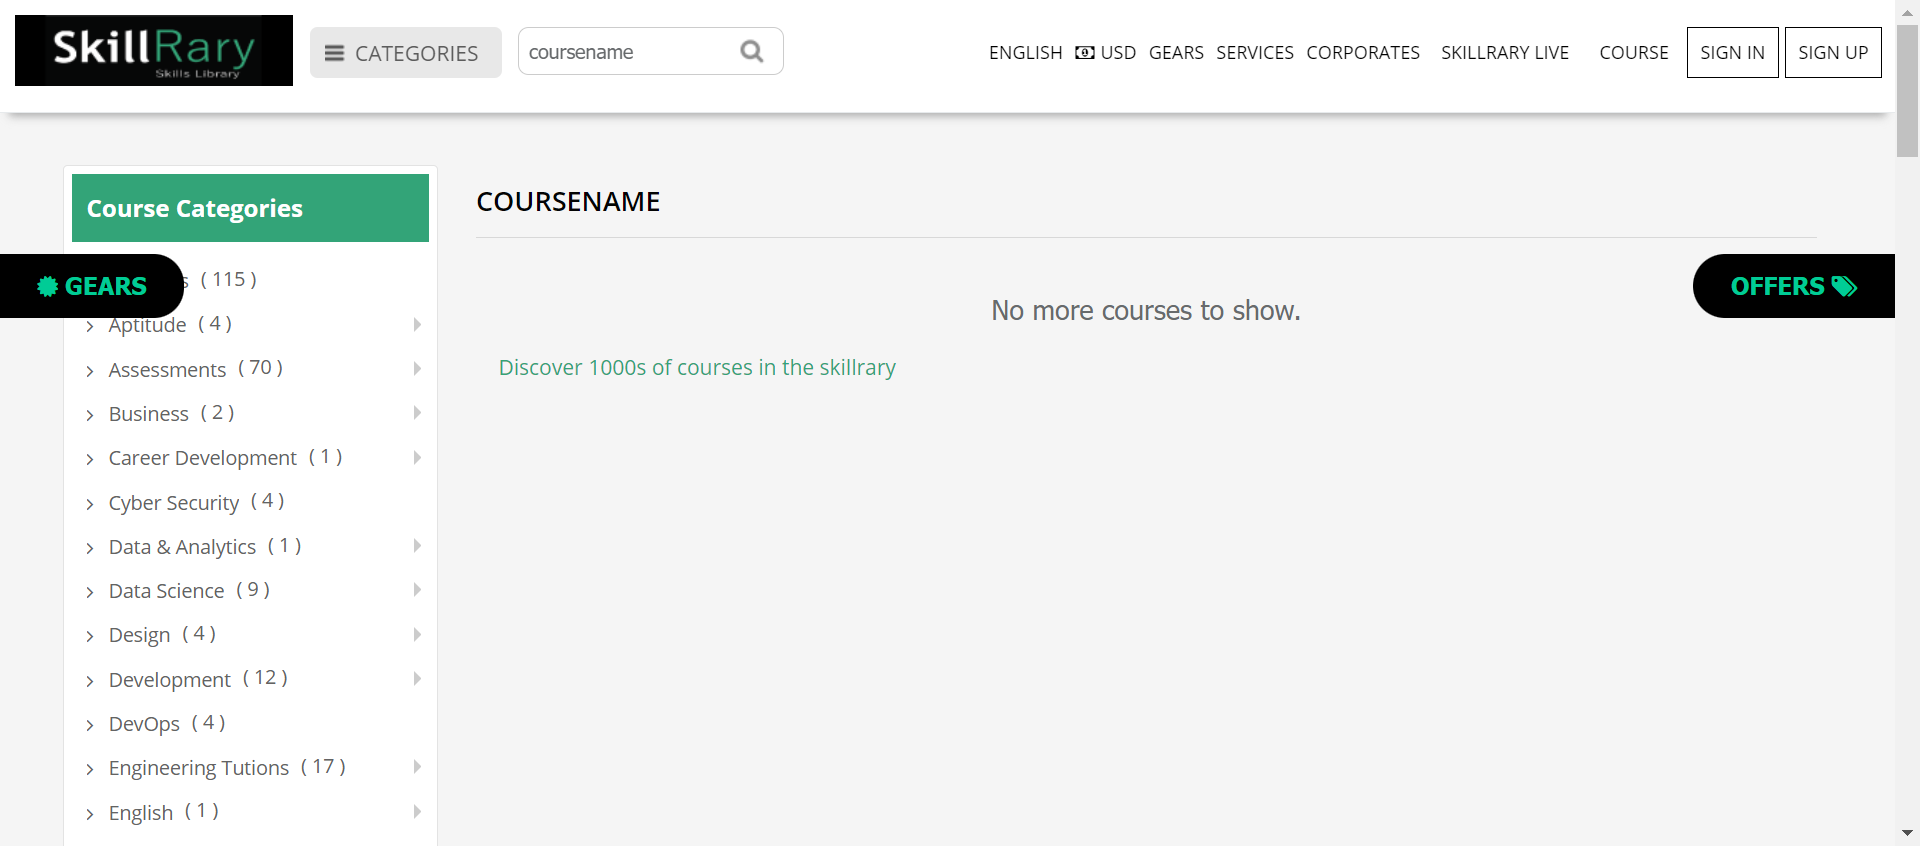 SkillRary
Skills Library
CATEGORIES
coursename
ENGLISH USD GEARS SERVICES CORPORATES SKILLRARY LIVE COURSE SIGN IN SIGN UP
Course Categories
COURSENAME
GEARS
( 115 )
OFFERS
No more courses to show.
Discover 1000s of courses in the skillrary
Aptitude ( 4 )
Assessments ( 70 )
Business ( 2 )
Career Development ( 1 )
Cyber Security ( 4 )
Data & Analytics ( 1 )
Data Science ( 9 )
Design ( 4 )
Development ( 12 )
DevOps ( 4 )
Engineering Tutions ( 17 )
English ( 1 )